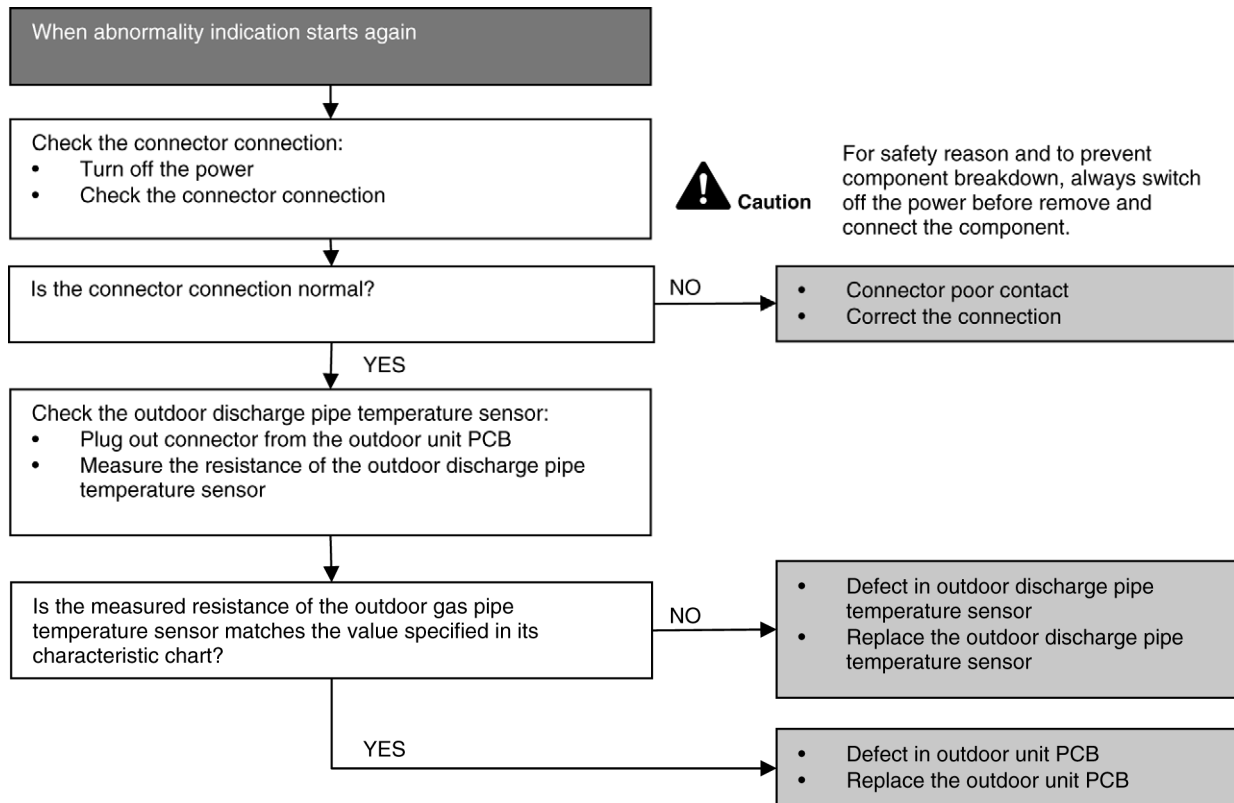 When abnormality indication starts again
Check the connector connection:
• Turn off the power
• Check the connector connection
Caution
For safety reason and to prevent
component breakdown, always switch
off the power before remove and
connect the component.
Is the connector connection normal?
NO
• Connector poor contact
• Correct the connection
YES
Check the outdoor discharge pipe temperature sensor:
• Plug out connector from the outdoor unit PCB
• Measure the resistance of the outdoor discharge pipe
temperature sensor
Is the measured resistance of the outdoor gas pipe
temperature sensor matches the value specified in its
characteristic chart?
NO
• Defect in outdoor discharge pipe
temperature sensor
• Replace the outdoor discharge pipe
temperature sensor
YES
• Defect in outdoor unit PCB
• Replace the outdoor unit PCB